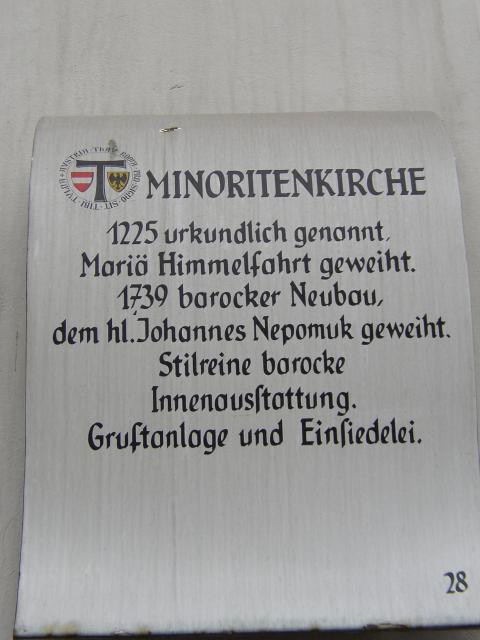 MINORITENKIRCHE
1225 urkundlich genannt,
Mariä Himmelfahrt geweiht.
1739 barocker Neubau,
dem hl. Johannes Nepomuk geweiht.
Stilreine barocke
Innenausſtattung.
Gruftanlage und Einſiedelei.
28